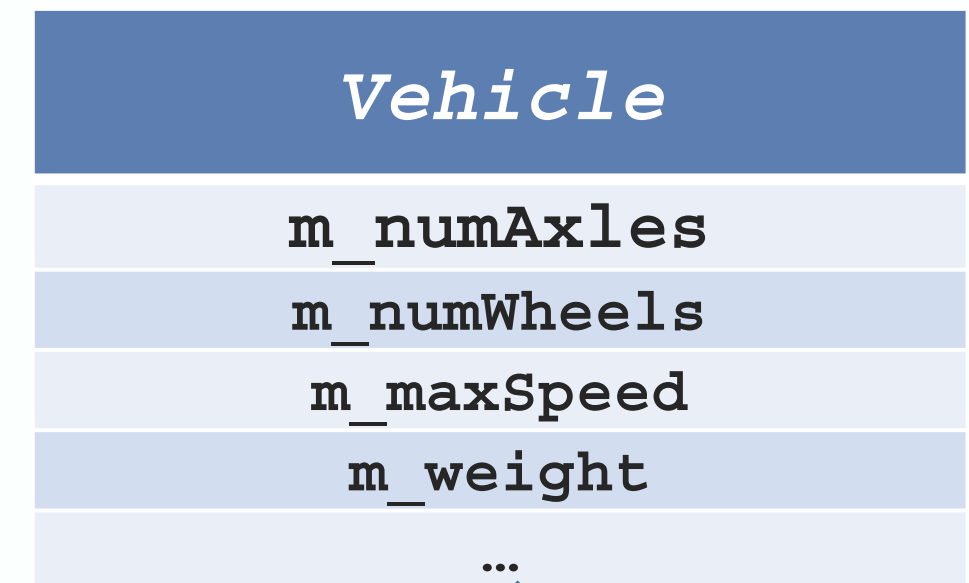 Vehicle
m_numAxles
m_numWheels
m_maxSpeed
m_weight
…